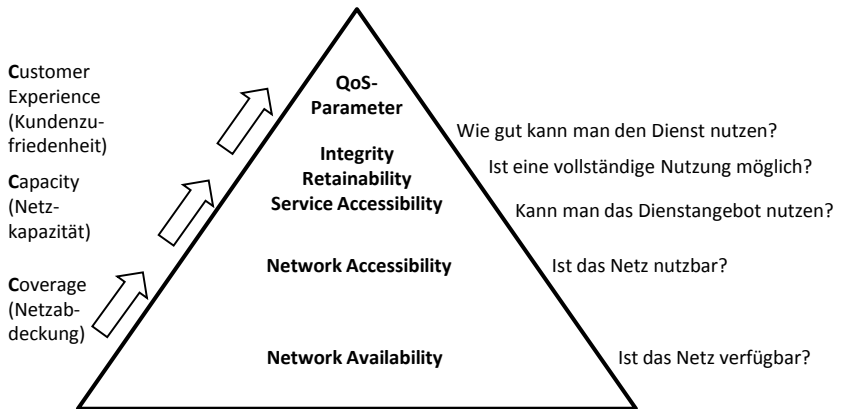 Customer
Experience
(Kundenzu-
friedenheit)
Capacity
(Netz-
kapazität)
Coverage
(Netzab-
deckung)
QoS-
Parameter
Integrity
Retainability
Service Accessibility
Network Accessibility
Network Availability
Wie gut kann man den Dienst nutzen?
Ist eine vollständige Nutzung möglich?
Kann man das Dienstangebot nutzen?
Ist das Netz nutzbar?
Ist das Netz verfügbar?